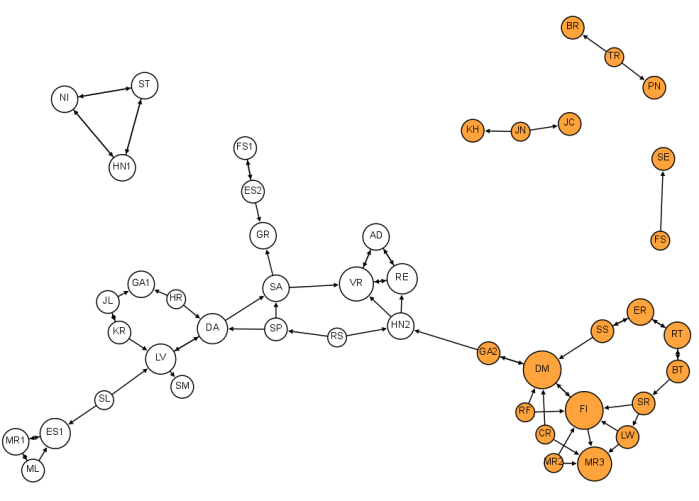 BR
TR
ST
PN
NI
JC
KH
JN
FS1
SE
HN1
ES2
GR
AD
FS
RE
VR
GA1
SA
HR
JL
ER
HN2
DA
SP
KR
SS
RT
RS
GA2
LV
DM
BT
SM
SL
SR
RF
FI
ES1
CR
LW
MR1
MR2
MR3
ML